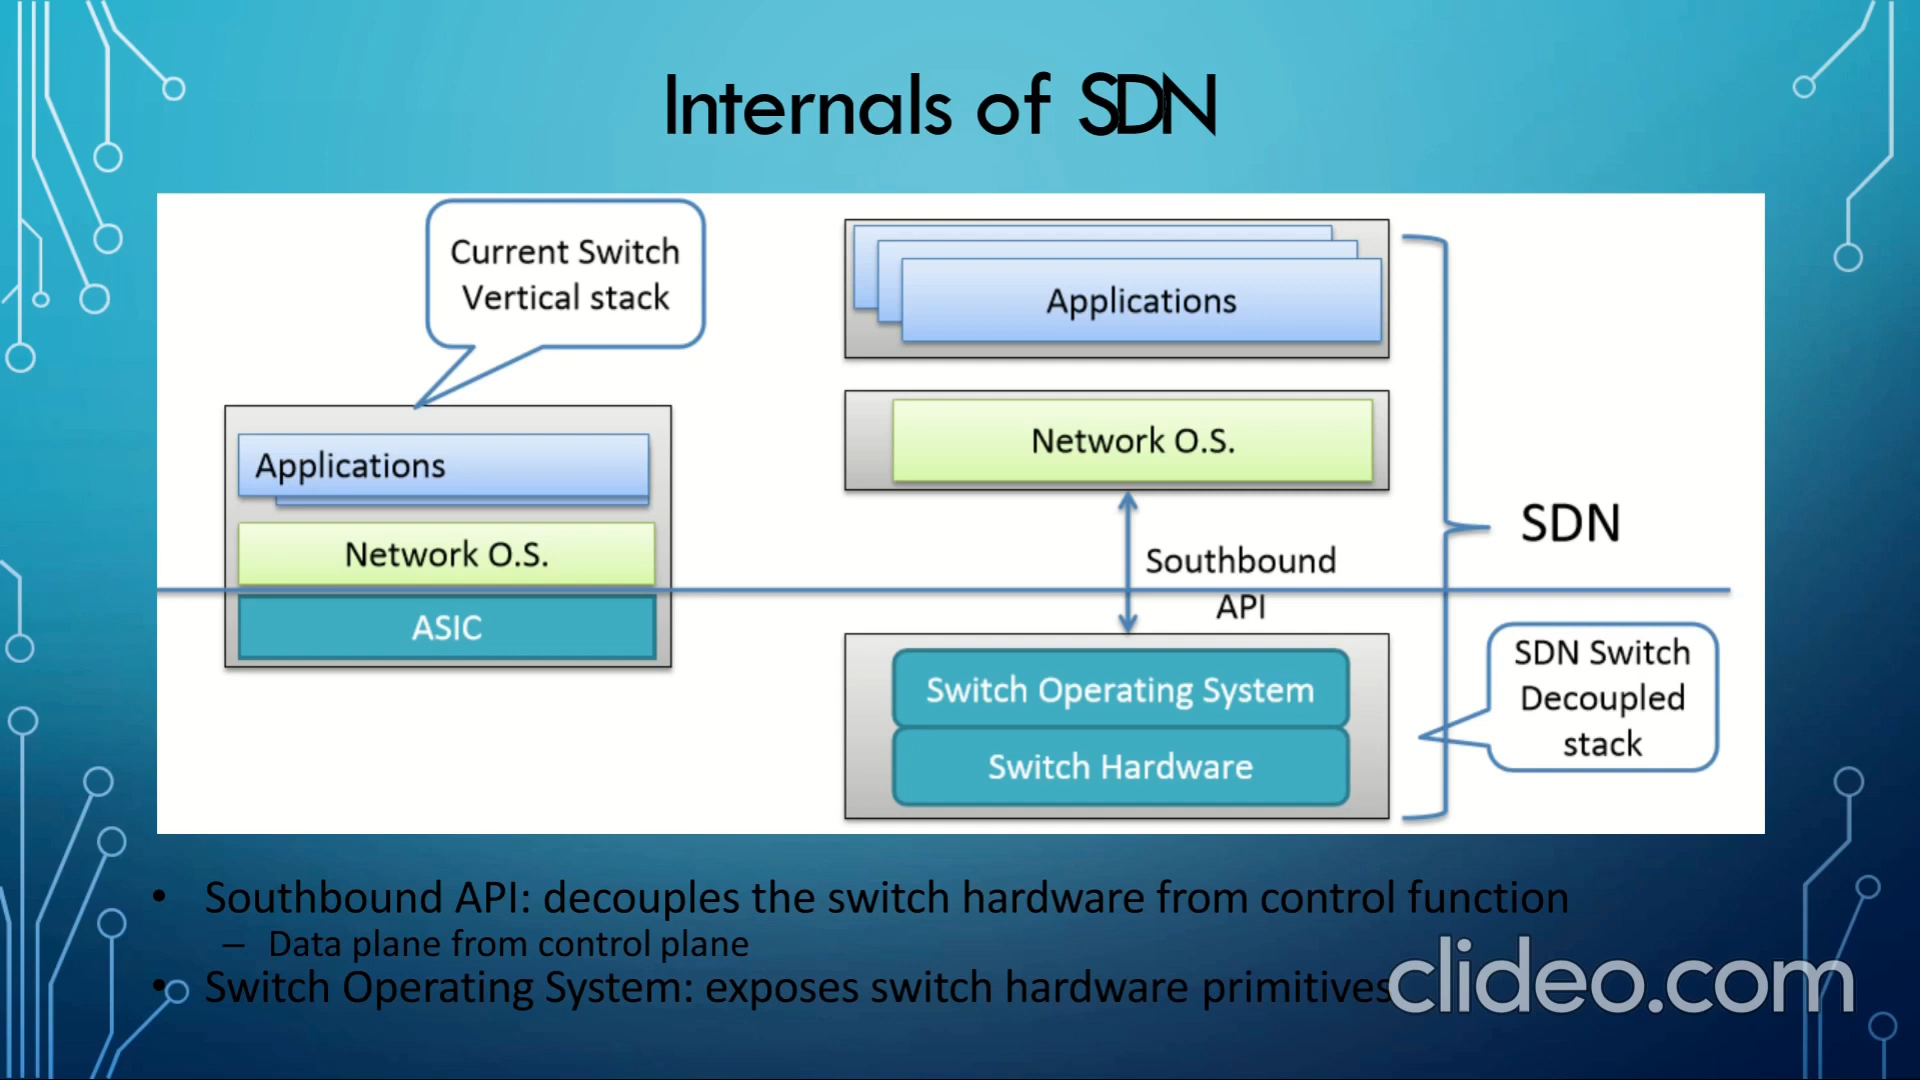 Internals of SDN
Current Switch
Vertical stack
Applications
Network O.S.
ASIC
Applications
Network O.S.
Southbound
API
Switch Operating System
Switch Hardware
SDN
SDN Switch
Decoupled
stack
• Southbound API: decouples the switch hardware from control function
– Data plane from control plane
• Switch Operating System: exposes switch hardware primitives
clideo.com